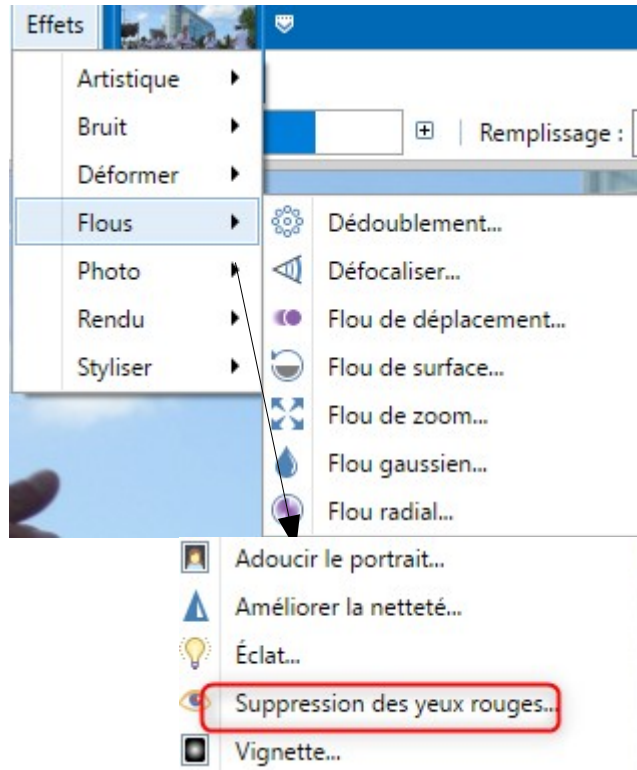 Effets
Artistique
Bruit
Déformer
Flous
Photo
Rendu
Styliser
Remplissage :
Dédoublement...
Défocaliser...
Flou de déplacement...
Flou de surface...
Flou de zoom...
Flou gaussien...
Flou radial...
Adoucir le portrait...
Améliorer la netteté...
Éclat...
Suppression des yeux rouges...
Vignette...